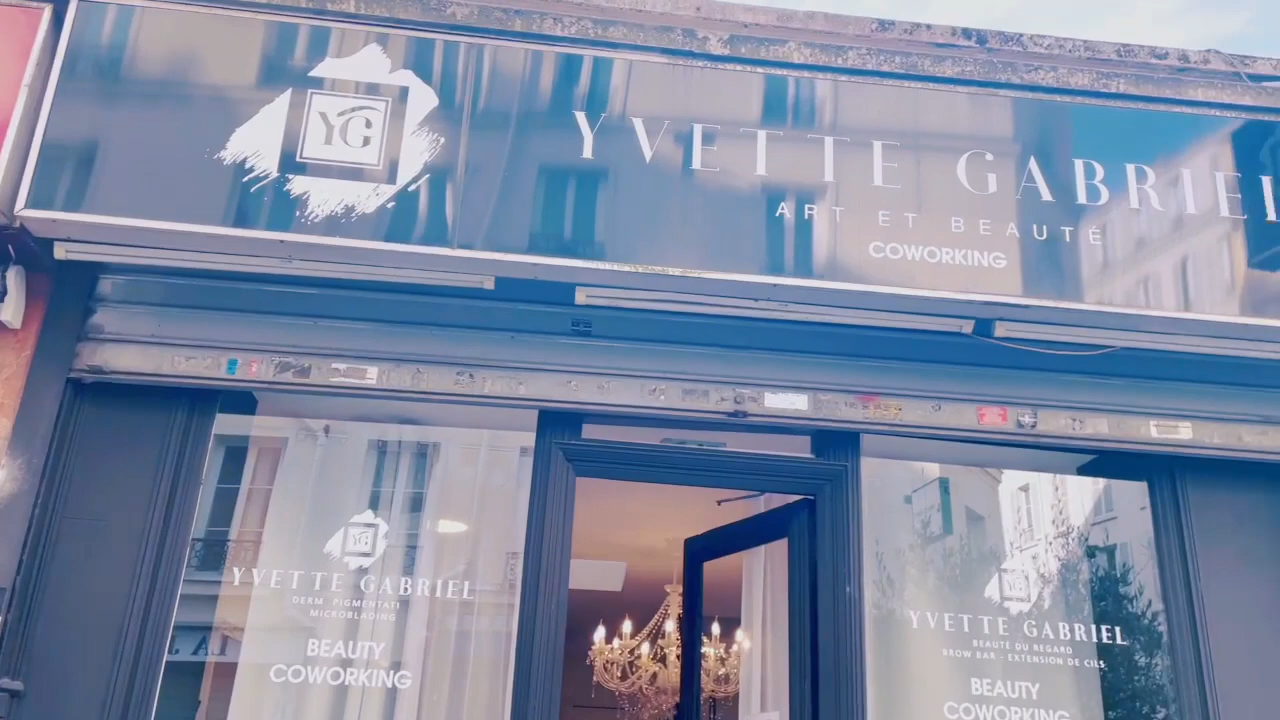 YG
YVETTE GABRIEL
ART ET BEAUTÉ
COWORKING
YG
YVETTE GABRIEL
DERM PIGMENTATI
MICROBLADING
BEAUTY
COWORKING
YG
YVETTE GABRIEL
BEAUTÉ DU REGARD
BROW BAR - EXTENSION DE CILS
BEAUTY
COWORKING